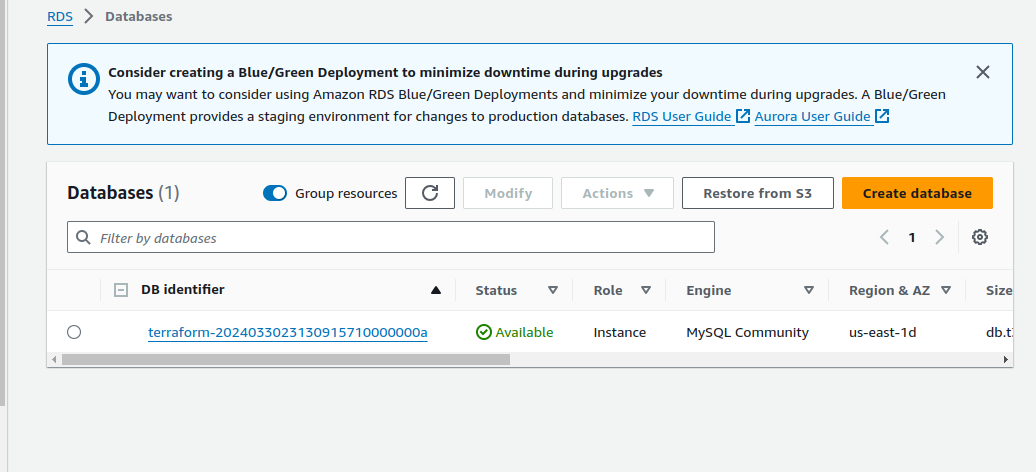 RDS > Databases
Consider creating a Blue/Green Deployment to minimize downtime during upgrades
You may want to consider using Amazon RDS Blue/Green Deployments and minimize your downtime during upgrades. A Blue/Green
Deployment provides a staging environment for changes to production databases. RDS User Guide Aurora User Guide
Databases (1) Group resources Modify Actions Restore from S3 Create database
Filter by databases 1
DB identifier Status Role Engine Region & AZ Size
terraform-20240330231309157100000000a Available Instance MySQL Community us-east-1d db.t